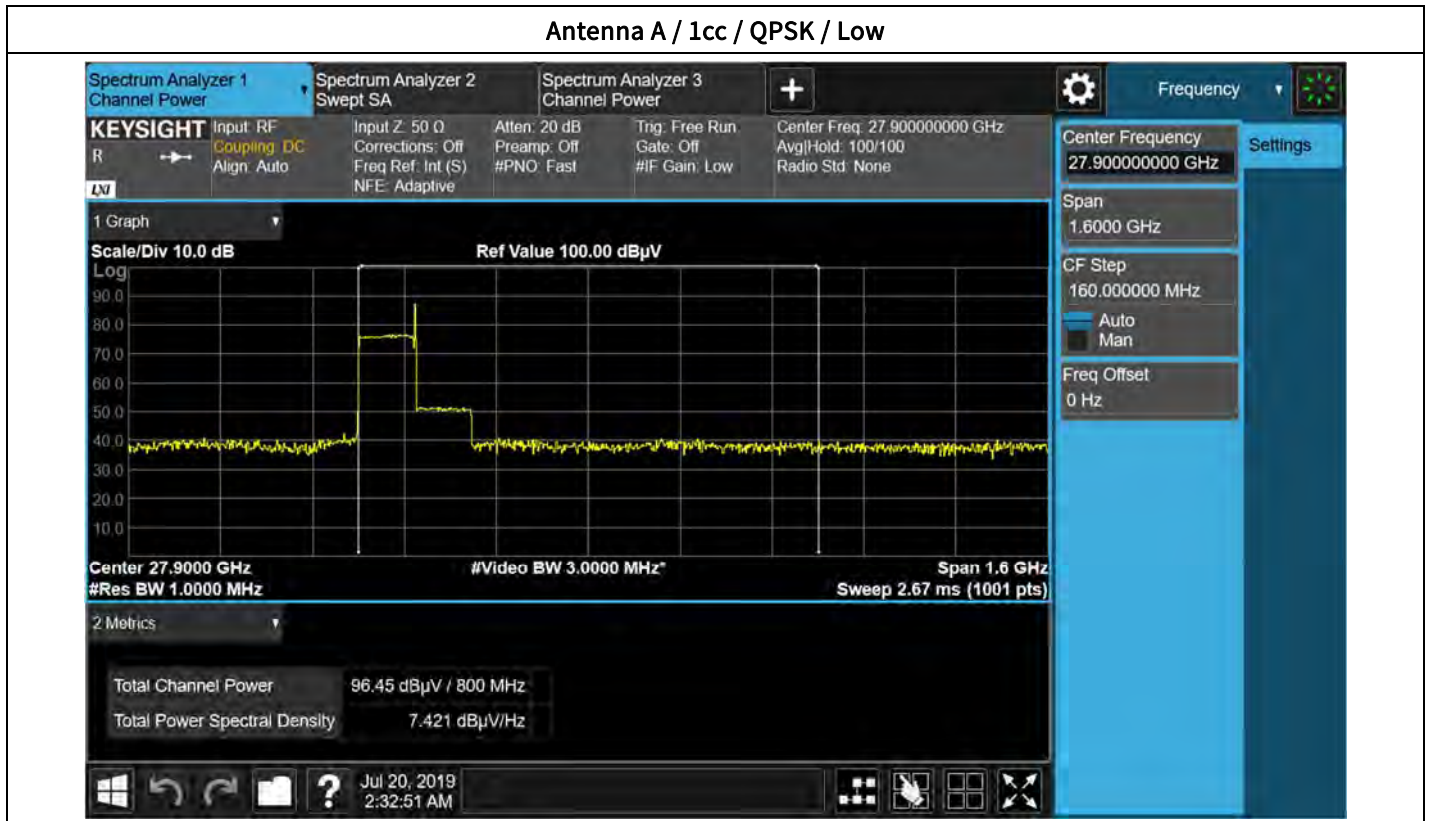 Antenna A / 1cc / QPSK / Low
Spectrum Analyzer 1
Channel Power
Spectrum Analyzer 2
Swept SA
Spectrum Analyzer 3
Channel Power
+
Frequency
KEYSIGHT
R
LXI
Input: RF
Coupling: DC
Align: Auto
Input Z: 50 Ω
Corrections: Off
Freq Ref: Int (S)
NFE: Adaptive
Atten: 20 dB
Preamp: Off
#PNO: Fast
Trig: Free Run
Gate: Off
#IF Gain: Low
Center Freq: 27.900000000 GHz
Avg|Hold: 100/100
Radio Std: None
Center Frequency
27.900000000 GHz
Settings
Span
1.6000 GHz
CF Step
160.000000 MHz
Auto
Man
Freq Offset
0 Hz
1 Graph
Scale/Div 10.0 dB
Ref Value 100.00 dBµV
Log
90.0
80.0
70.0
60.0
50.0
40.0
30.0
20.0
10.0
Center 27.9000 GHz
#Video BW 3.0000 MHz*
Span 1.6 GHz
#Res BW 1.0000 MHz
Sweep 2.67 ms (1001 pts)
2 Metrics
Total Channel Power
96.45 dBµV / 800 MHz
Total Power Spectral Density
7.421 dBµV/Hz
?
Jul 20, 2019
2:32:51 AM